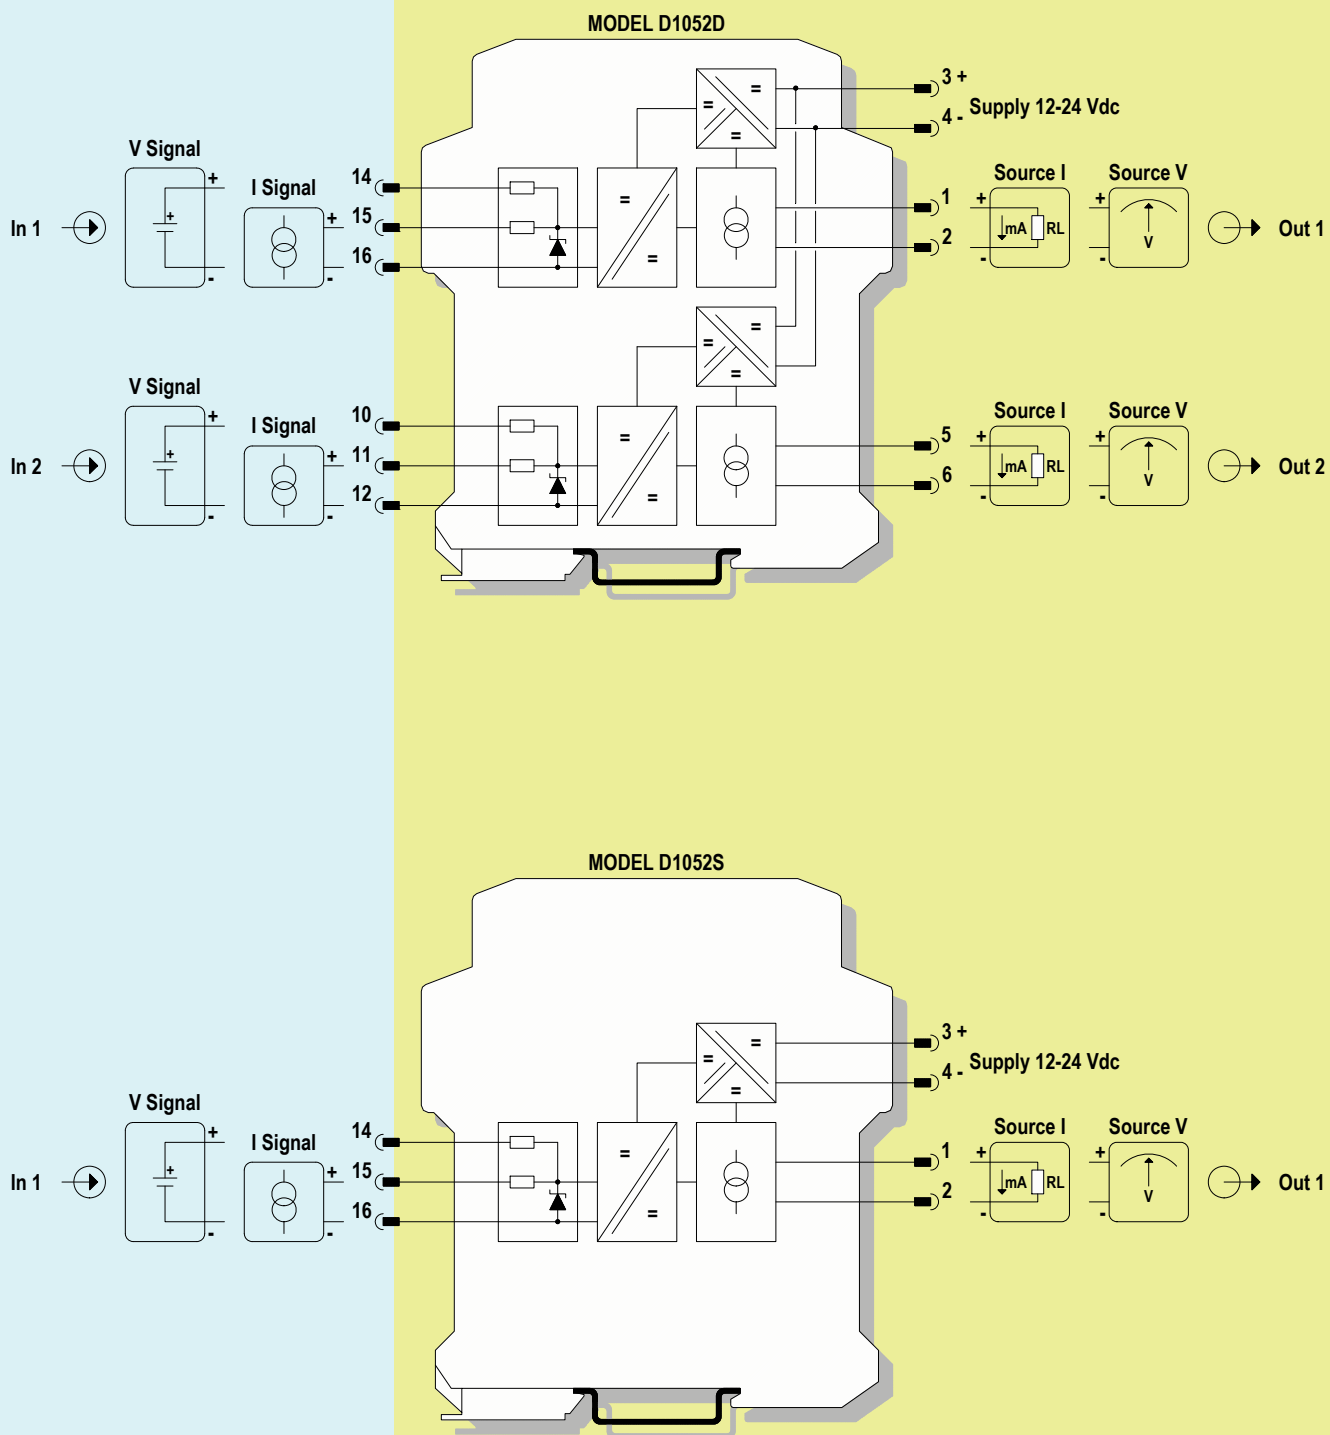 MODEL D1052D
3 +
4 - Supply 12-24 Vdc
=
=
=
V Signal
+
+
-
I Signal
+
-
In 1
14
15
16
=
=
1
2
Source I
+
-
mA RL
Source V
+
-
V
Out 1
=
=
=
V Signal
+
+
-
I Signal
+
-
In 2
10
11
12
=
=
5
6
Source I
+
-
mA RL
Source V
+
-
V
Out 2
MODEL D1052S
3 +
4 - Supply 12-24 Vdc
=
=
=
V Signal
+
+
-
I Signal
+
-
In 1
14
15
16
=
=
1
2
Source I
+
-
mA RL
Source V
+
-
V
Out 1